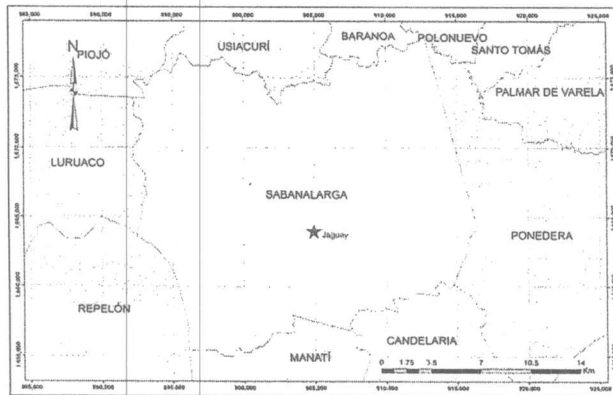 885,000 890,000 895,000 900,000 905,000 910,000 915,000 920,000 925,000
N
PIOJÓ
USIACURÍ
BARANOA
POLONUEVO
SANTO TOMÁS
PALMAR DE VARELA
LURUACO
SABANALARGA
Jaguey
PONEDERA
REPELÓN
CANDELARIA
MANATÍ
0 1.75 3.5 7 10.5 14
Km
885,000 890,000 895,000 900,000 905,000 910,000 915,000 920,000 925,000